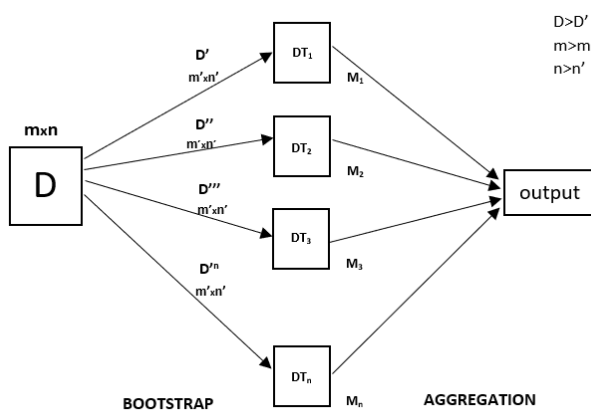 D>D'
m>m
n>n'
D'
m'xn'
DT1
M1
mxn
D
D''
m'xn'
DT2
M2
output
D'''
m'xn'
DT3
M3
D'n
m'xn'
DTn
Mn
BOOTSTRAP
AGGREGATION